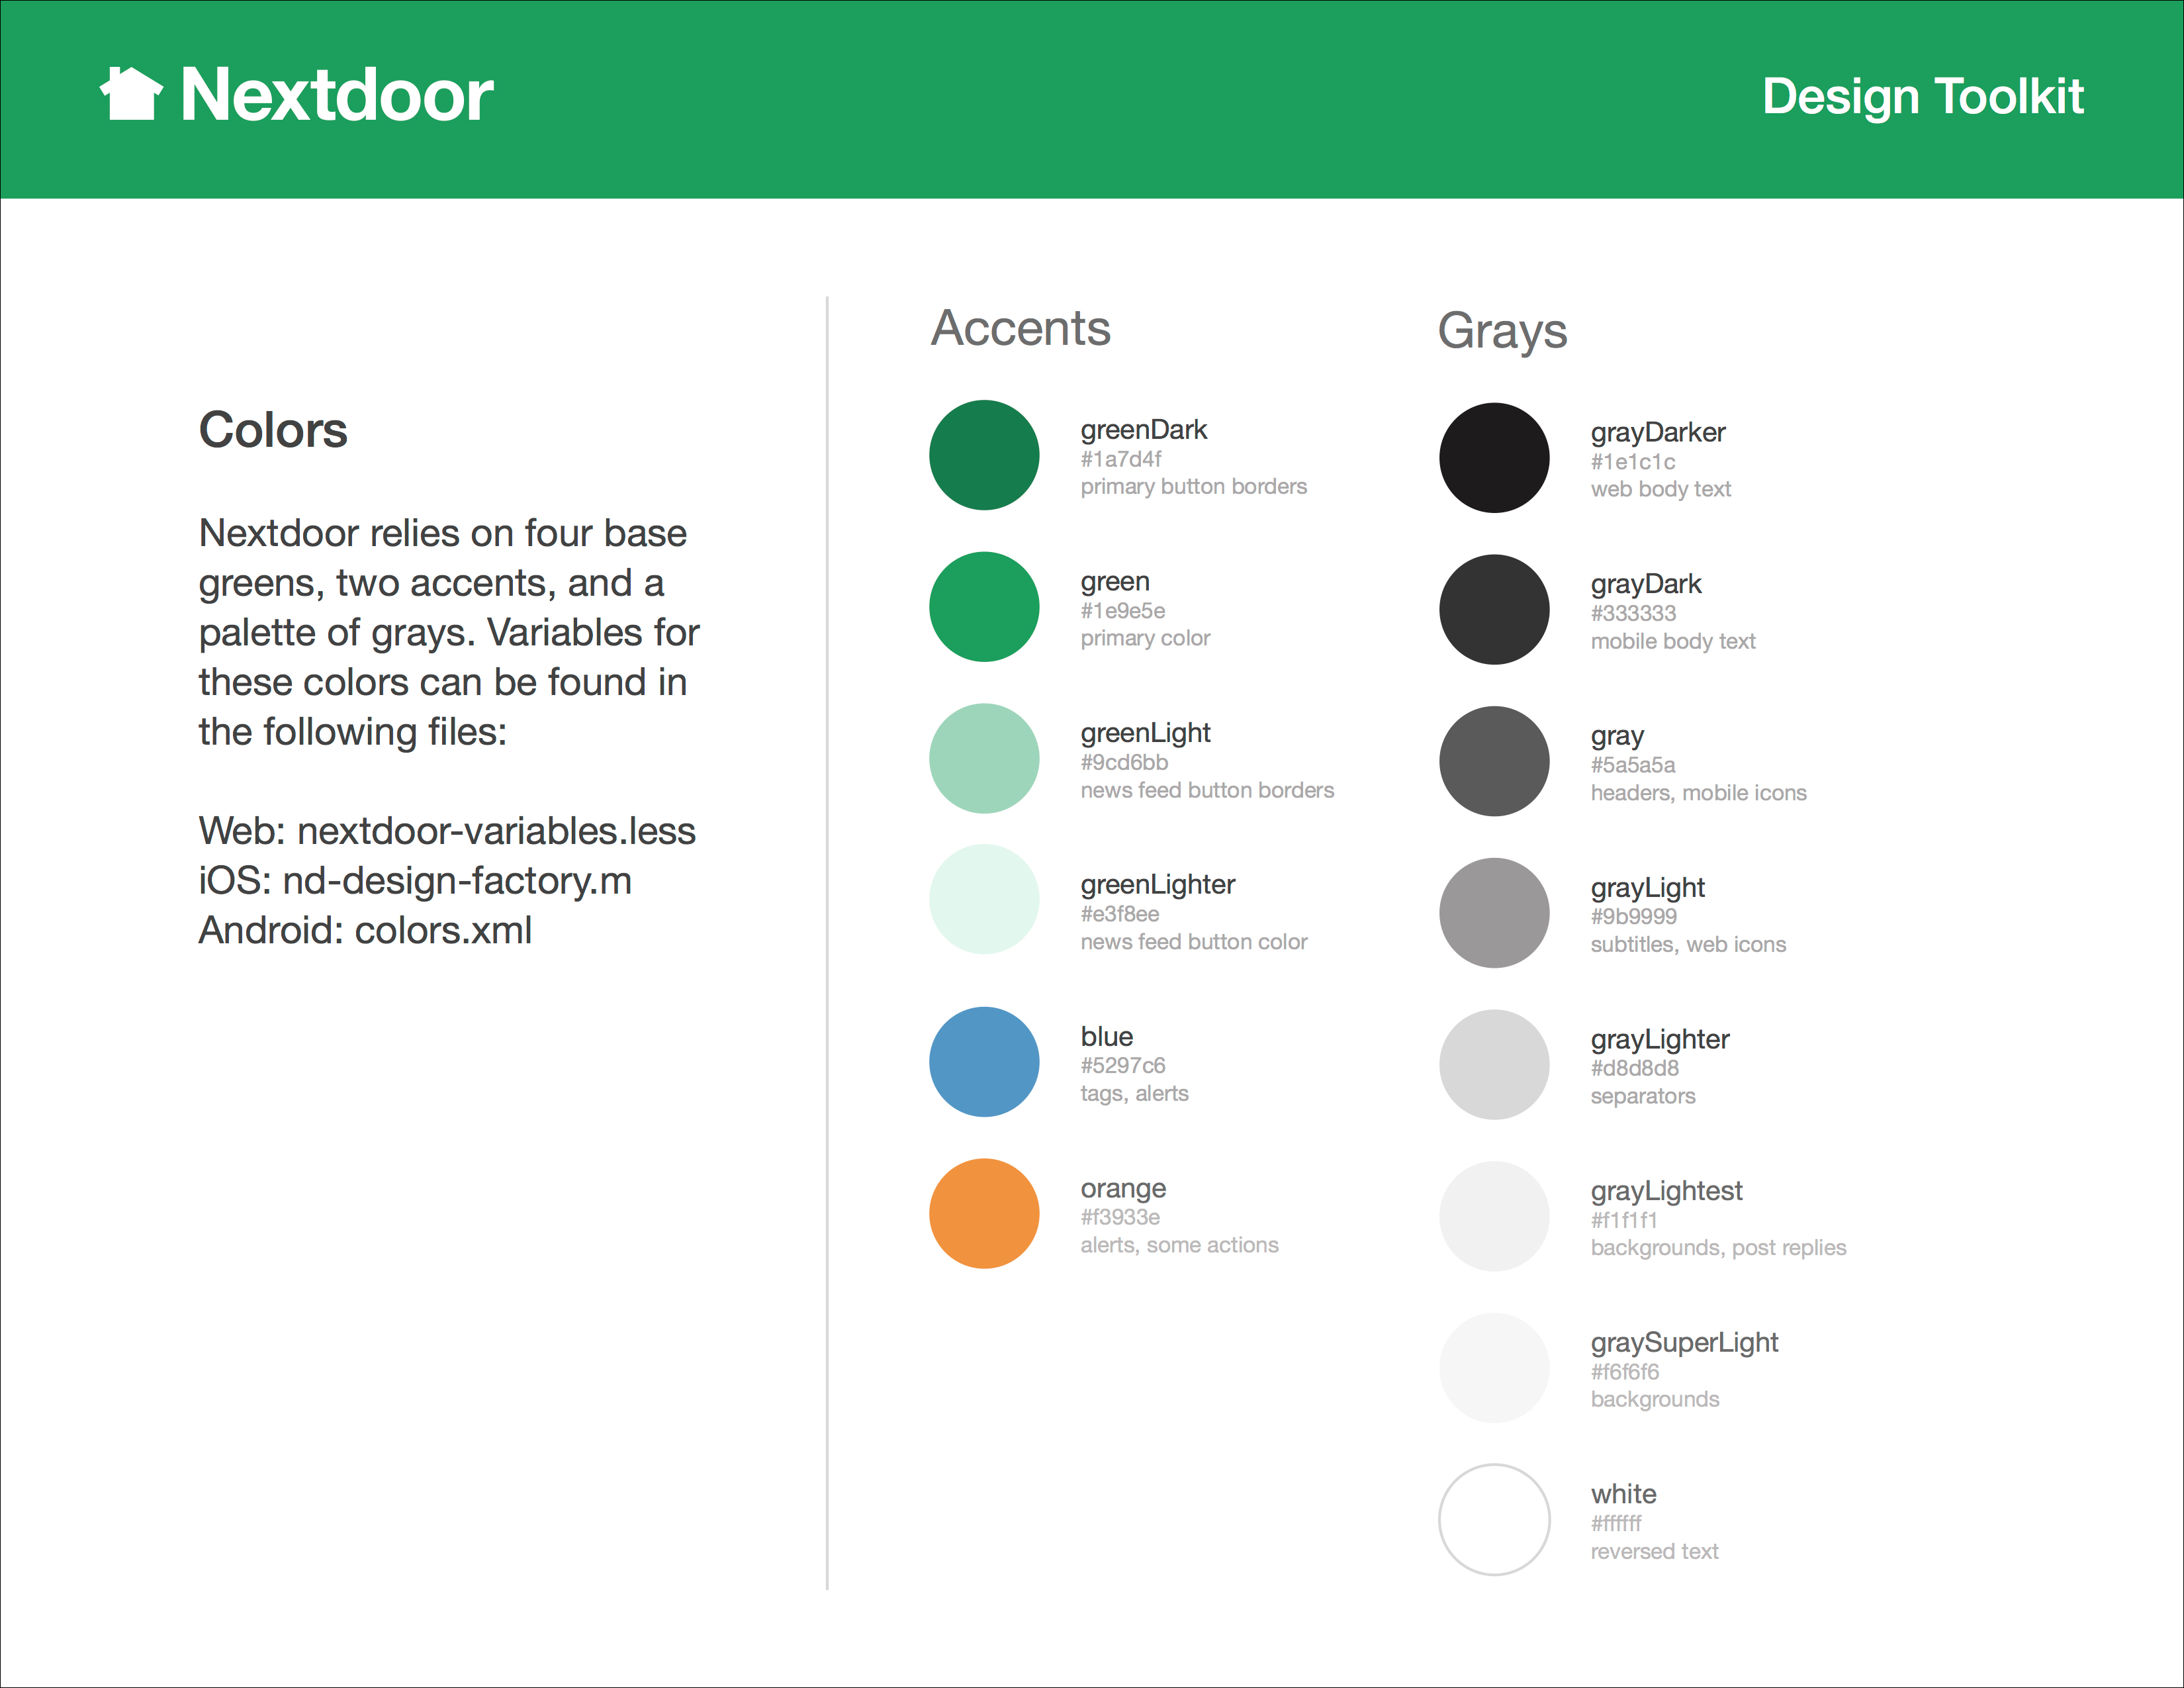 Nextdoor
Design Toolkit
Colors
Nextdoor relies on four base
greens, two accents, and a
palette of grays. Variables for
these colors can be found in
the following files:
Web: nextdoor-variables.less
iOS: nd-design-factory.m
Android: colors.xml
Accents
greenDark
#1a7d4f
primary button borders
green
#1e9e5e
primary color
greenLight
#9cd6bb
news feed button borders
greenLighter
#e3f8ee
news feed button color
blue
#5297c6
tags, alerts
orange
#f3933e
alerts, some actions
Grays
grayDarker
#1e1c1c
web body text
grayDark
#333333
mobile body text
gray
#5a5a5a
headers, mobile icons
grayLight
#9b9999
subtitles, web icons
grayLighter
#d8d8d8
separators
grayLightest
#f1f1f1
backgrounds, post replies
graySuperLight
#f6f6f6
backgrounds
white
#ffffff
reversed text